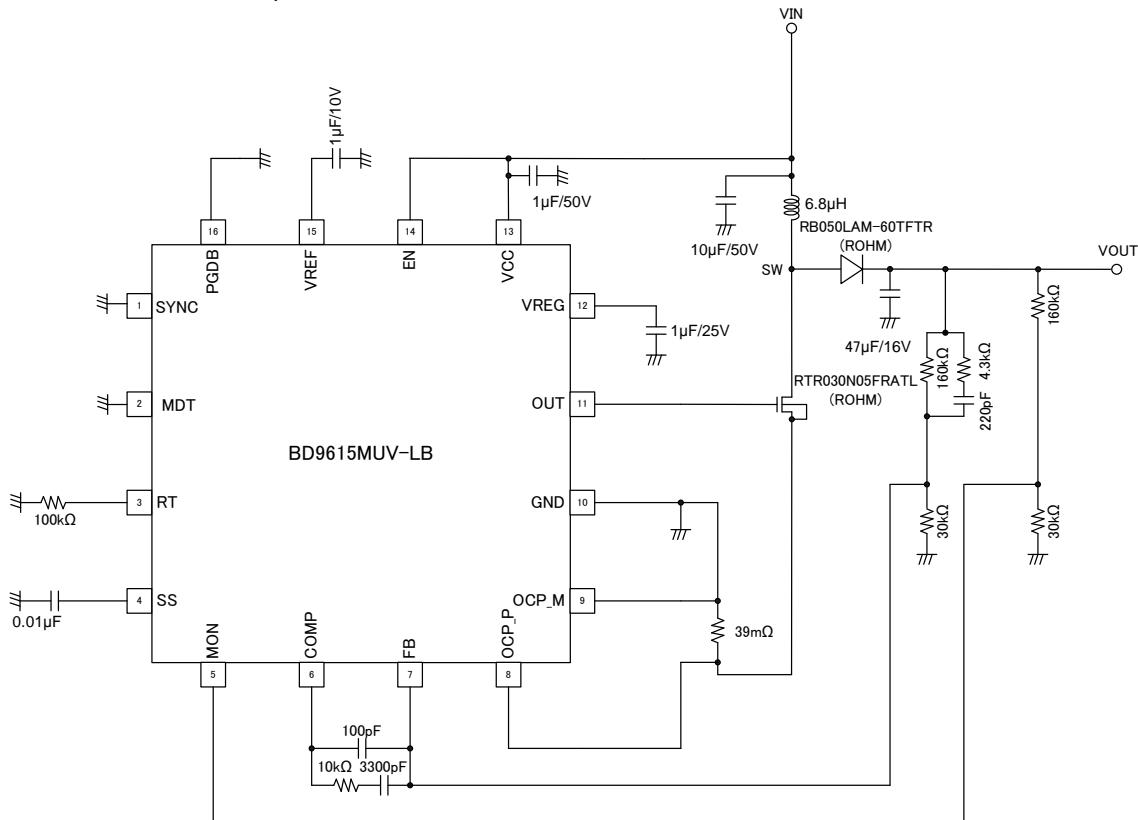 VIN
1μF/10V
1μF/50V
10μF/50V
6.8μH
RB050LAM-60TFTR
(ROHM)
VOUT
SW
16
15
14
13
PGDB
VREF
EN
VCC
1
SYNC
VREG
12
1μF/25V
47μF/16V
160kΩ
4.3kΩ
220pF
160kΩ
2
MDT
OUT
11
RTR030N05FRATL
(ROHM)
BD9615MUV-LB
3
RT
100kΩ
GND
10
30kΩ
30kΩ
4
SS
0.01μF
OCP_M
9
39mΩ
MON
COMP
FB
OCP_P
5
6
7
8
100pF
10kΩ
3300pF